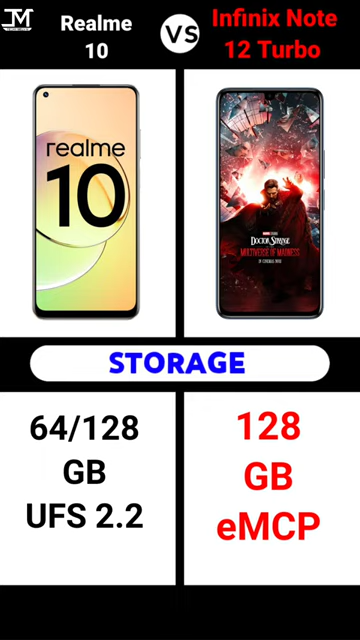 JM
Realme
10
VS
Infinix Note
12 Turbo
realme
10
DOCTOR STRANGE
MULTIVERSE OF MADNESS
STORAGE
64/128
GB
UFS 2.2
128
GB
eMCP